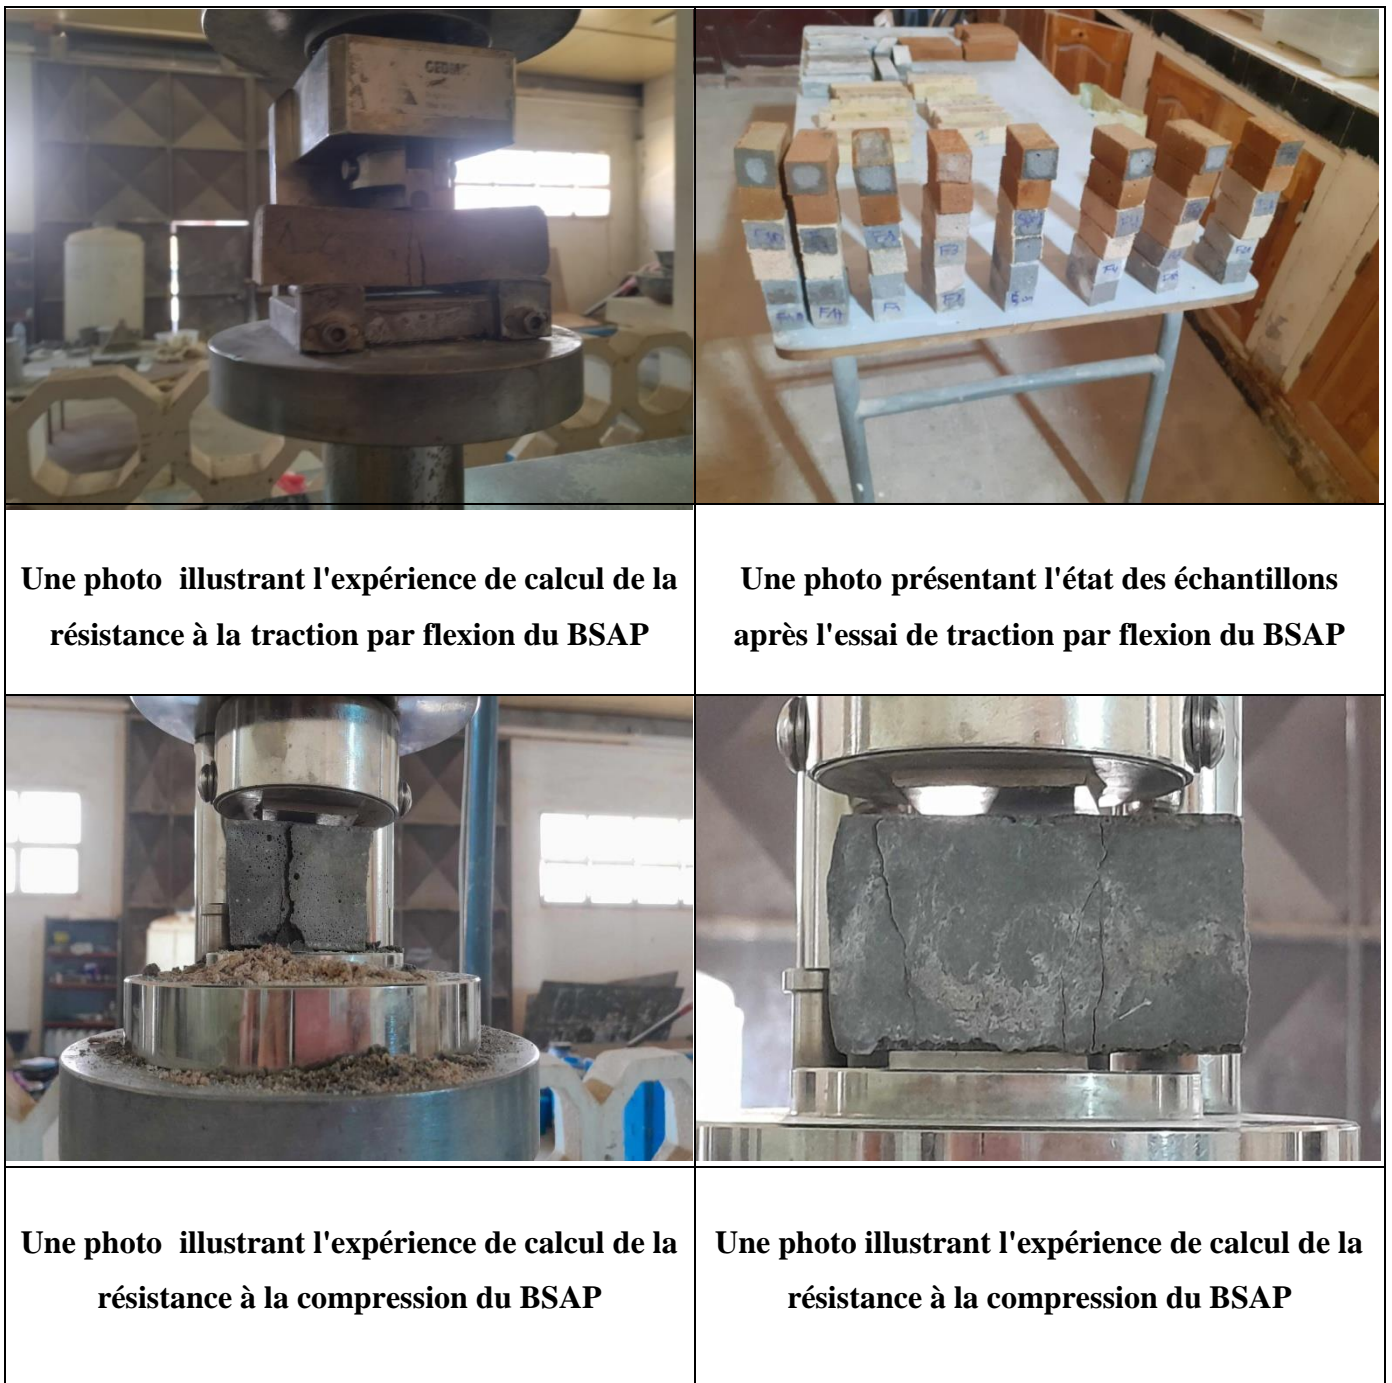 Une photo  illustrant l'expérience de calcul de la
résistance à la traction par flexion du BSAP
Une photo présentant l'état des échantillons
après l'essai de traction par flexion du BSAP
Une photo  illustrant l'expérience de calcul de la
résistance à la compression du BSAP
Une photo illustrant l'expérience de calcul de la
résistance à la compression du BSAP